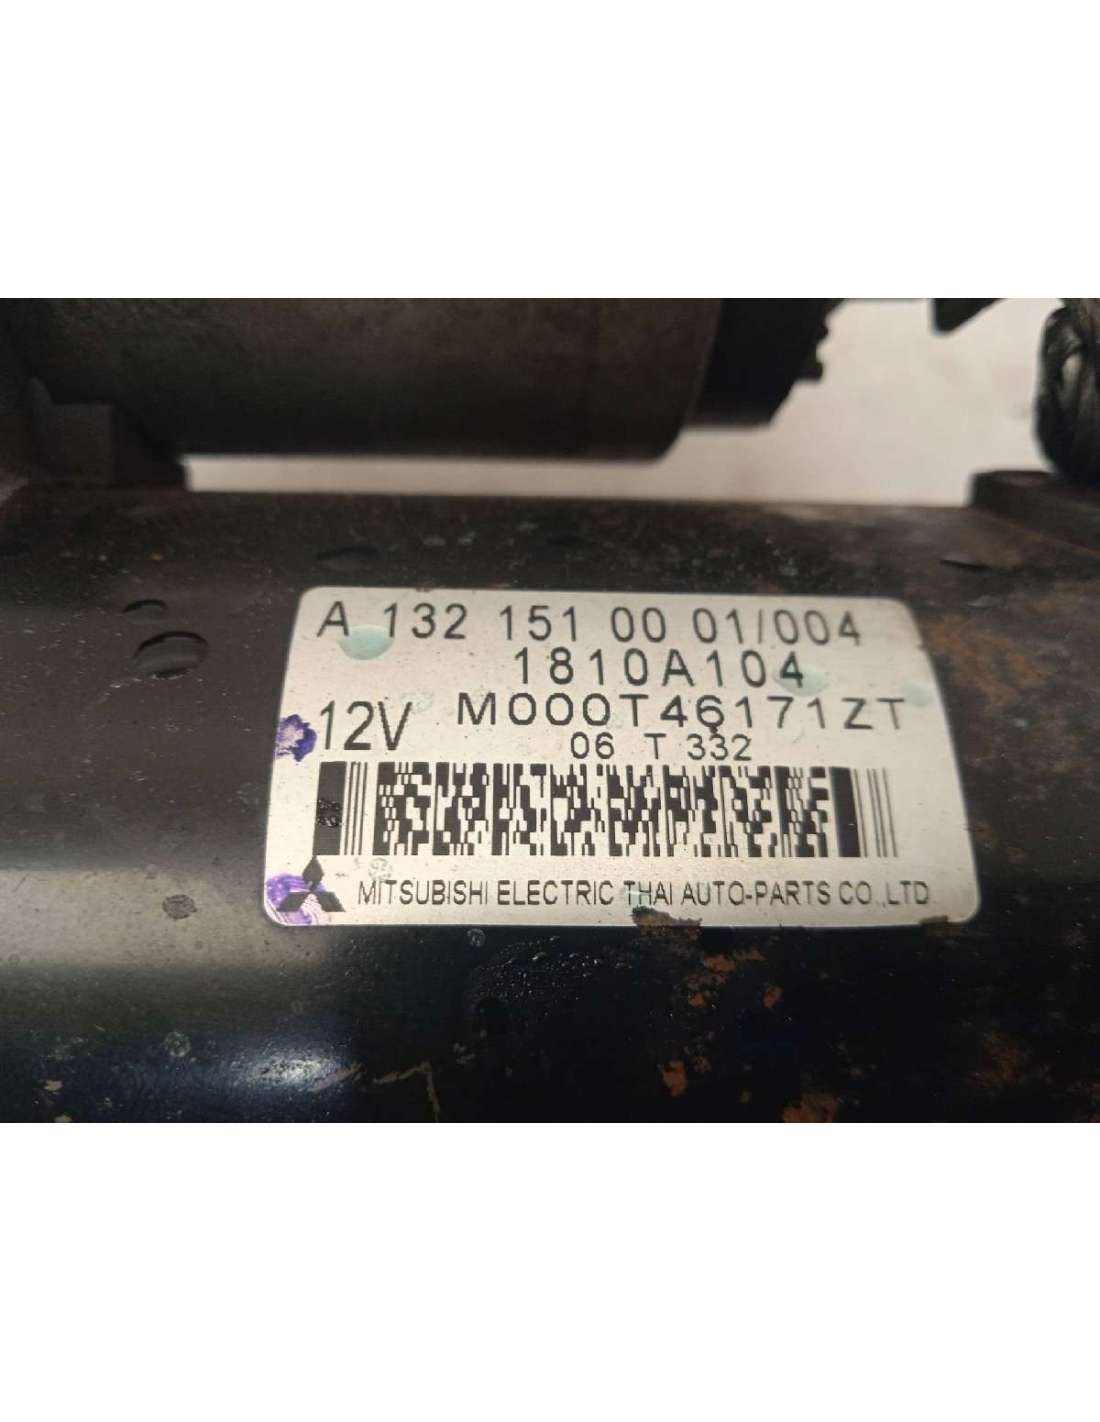 A 132 151 00 01/004
1810A104
12V M000T46171ZT
06 T 332
MITSUBISHI ELECTRIC THAI AUTO-PARTS CO.,LTD.